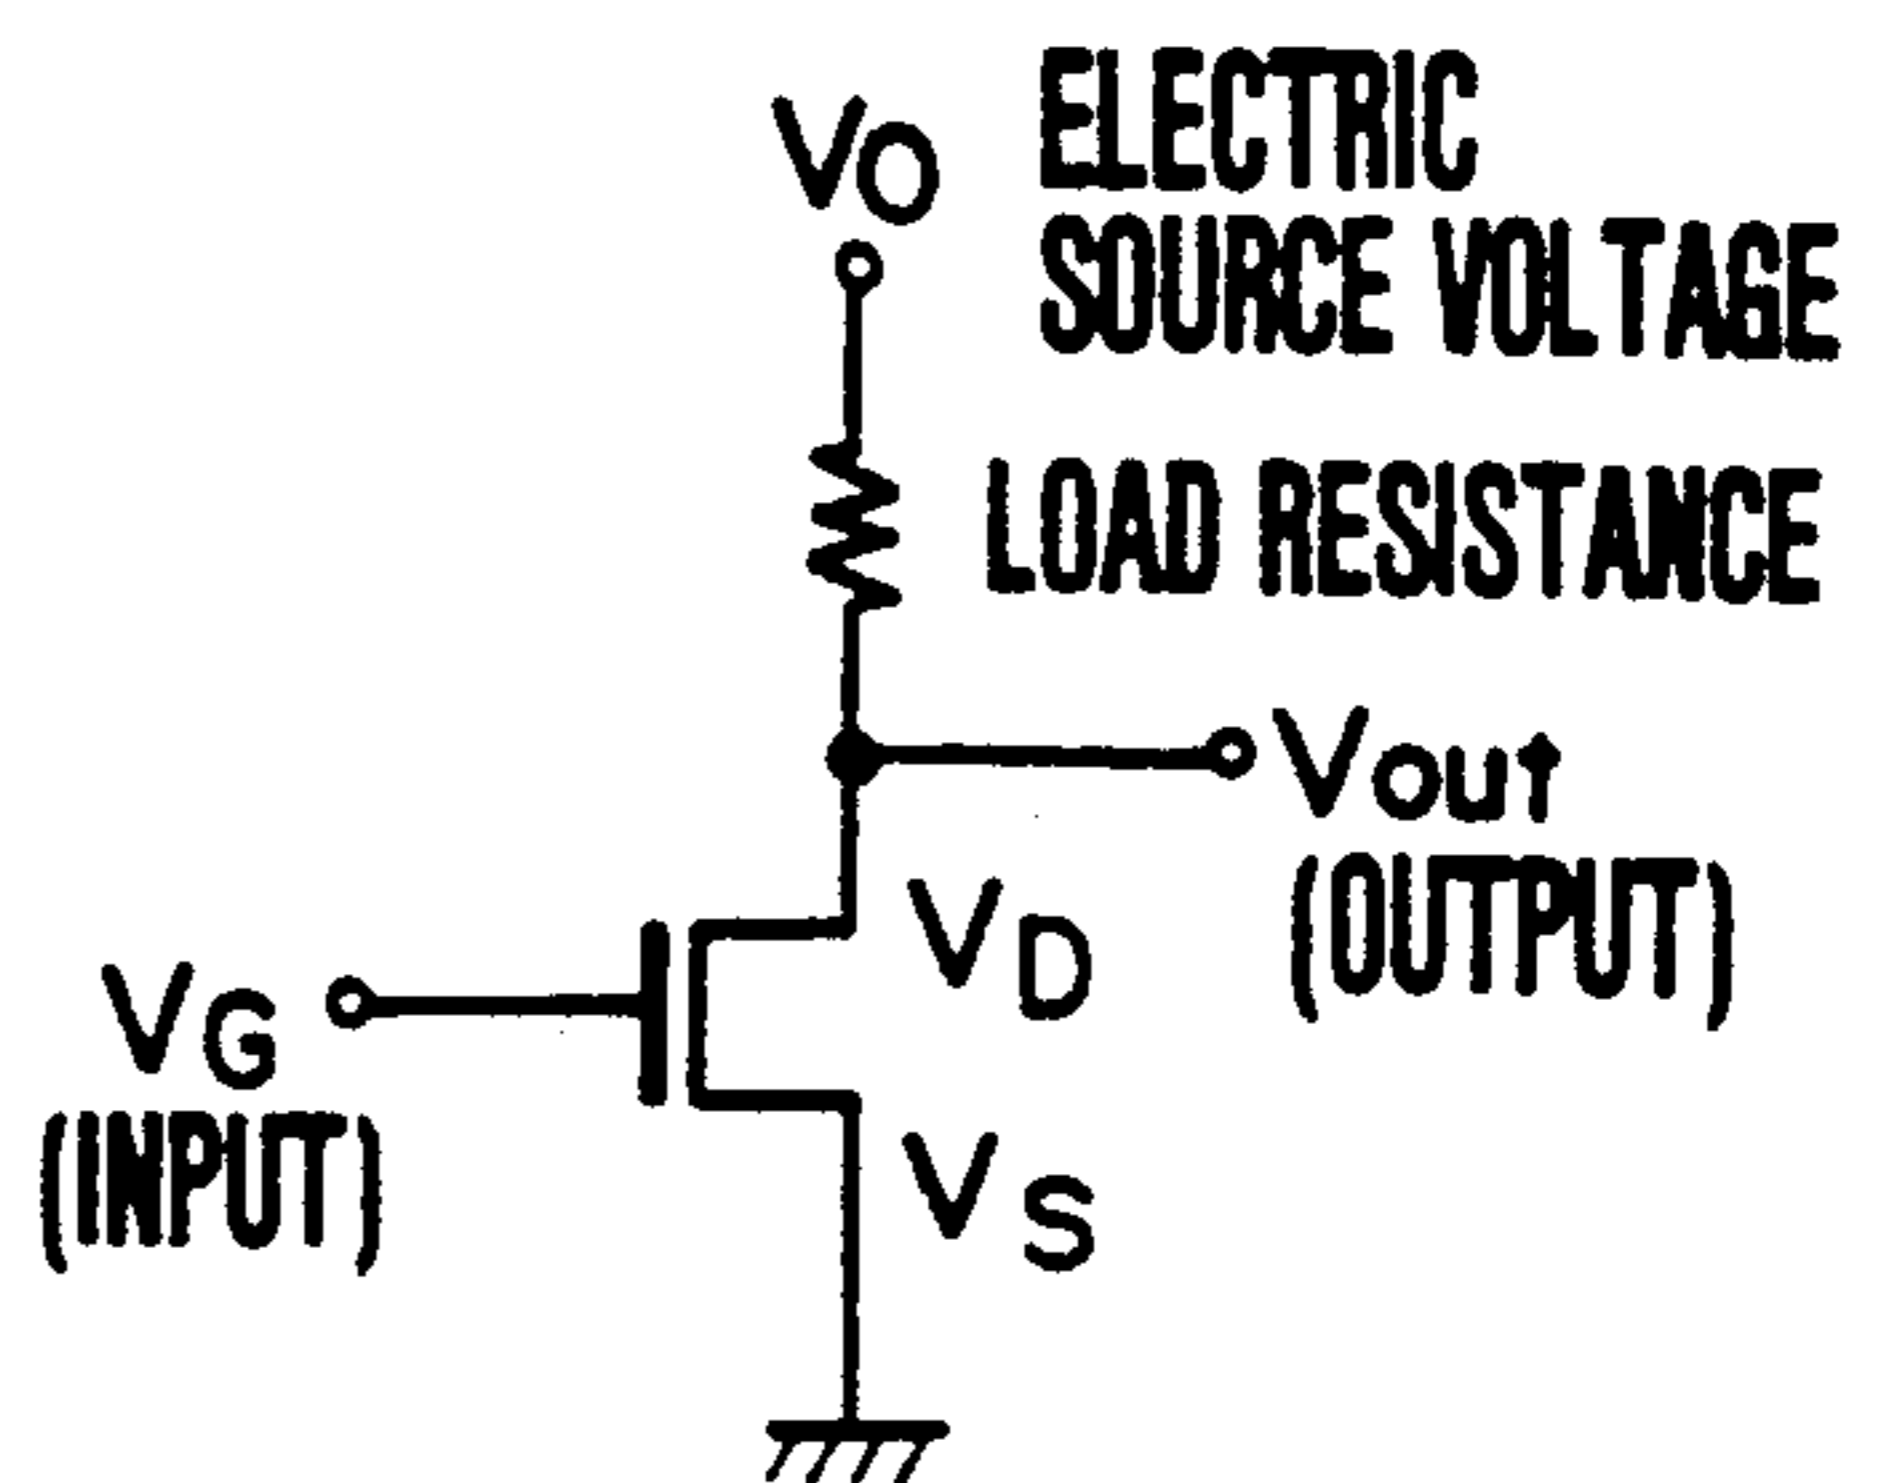 VO ELECTRIC
SOURCE VOLTAGE
LOAD RESISTANCE
Vout
(OUTPUT)
VD
VG
(INPUT)
VS